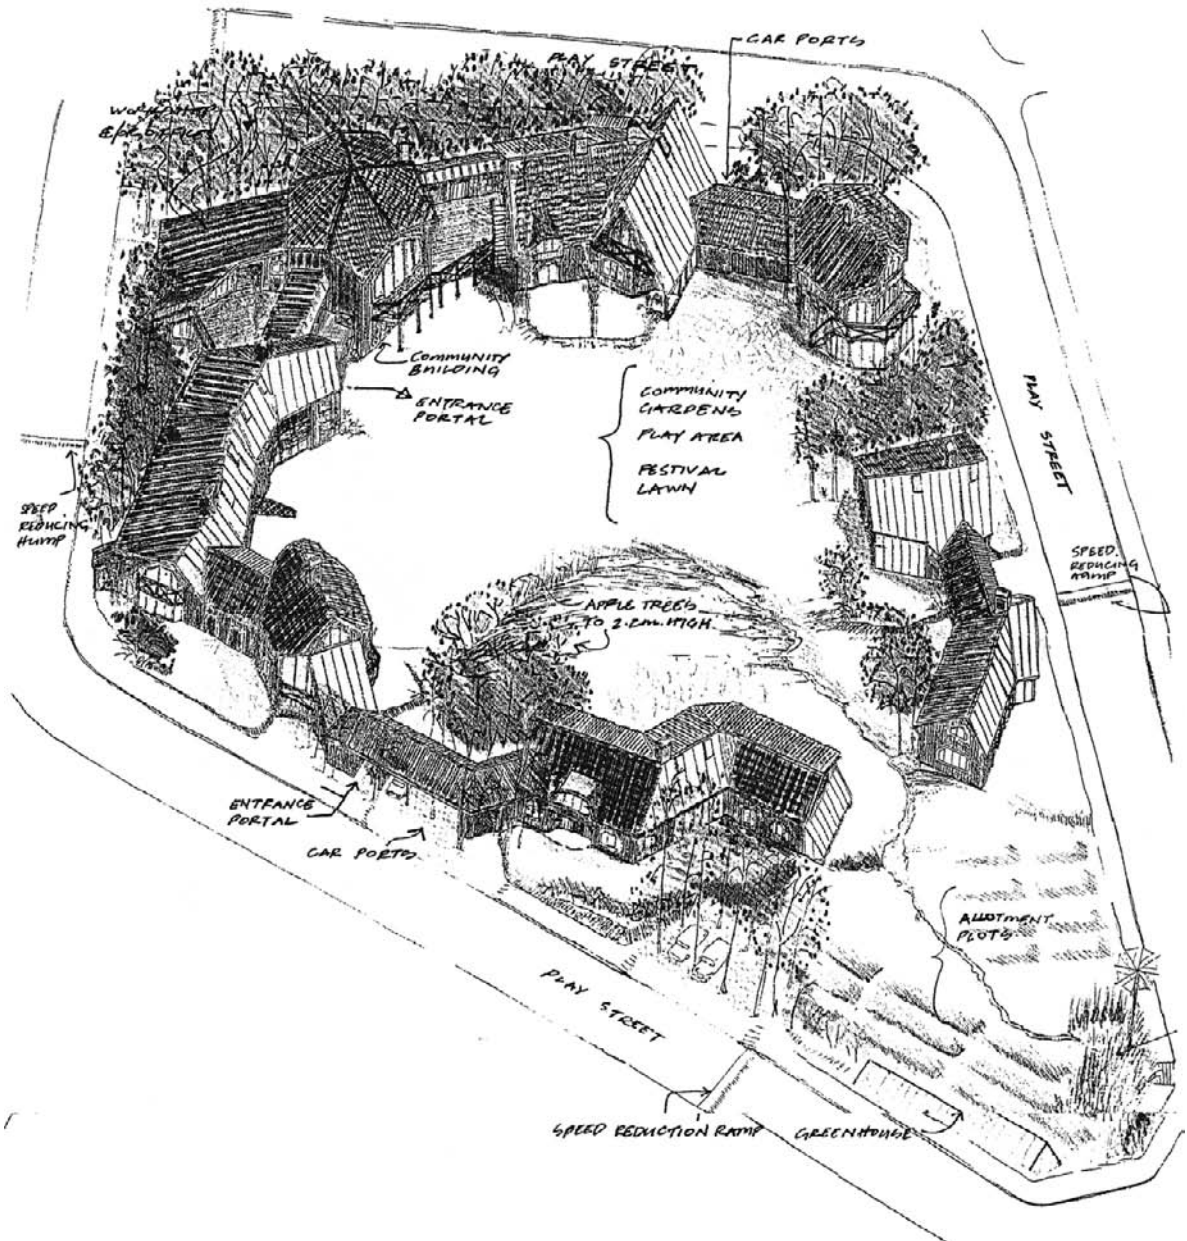 CAR PORTS
PLAY STREET
COMMUNITY
BUILDING
ENTRANCE
PORTAL
COMMUNITY
GARDENS
PLAY AREA
FESTIVAL
LAWN
PLAY STREET
SPEED
REDUCING
HUMP
SPEED.
REDUCING
RAMP
APPLE TREES
TO 2.2M. HIGH
ENTRANCE
PORTAL
CAR PORTS
ALLOTMENT
PLOTS
PLAY STREET
SPEED REDUCTION RAMP
GREENHOUSE